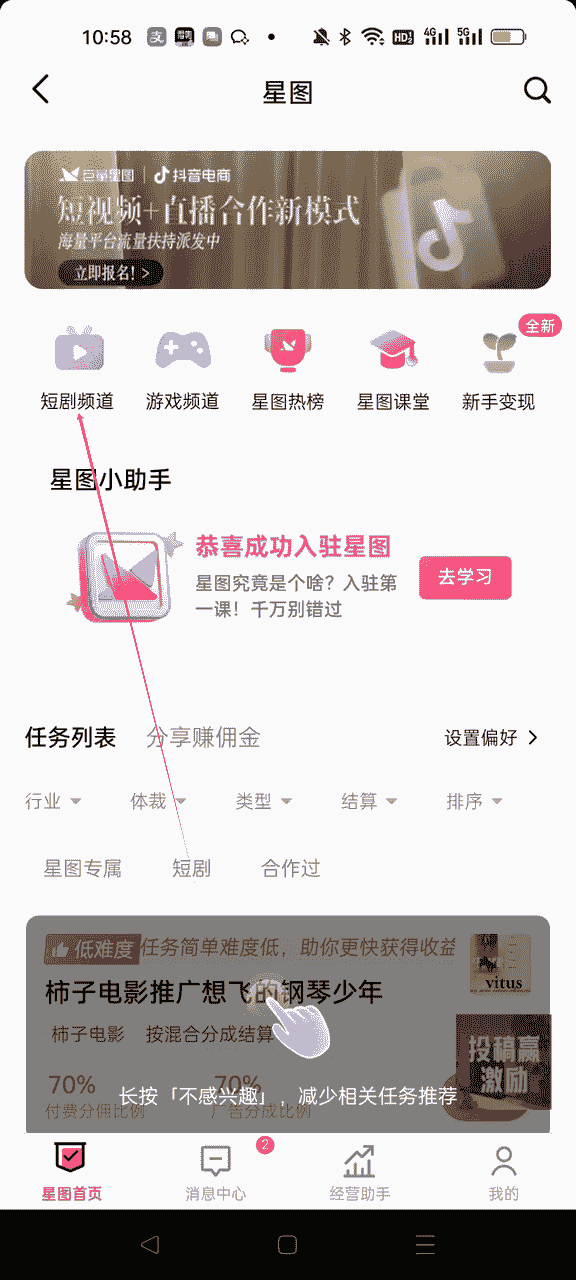 10:58
HD2 4G 5G
星图
巨量星图 | 抖音电商
短视频+直播合作新模式
海量平台流量扶持派发中
立即报名! >
全新
短剧频道 游戏频道 星图热榜 星图课堂 新手变现
星图小助手
恭喜成功入驻星图
星图究竟是个啥？入驻第
一课！千万别错过
去学习
任务列表 分享赚佣金 设置偏好
行业 体裁 类型 结算 排序
星图专属 短剧 合作过
低难度 任务简单难度低，助你更快获得收益
vitus
柿子电影推广想飞的钢琴少年
柿子电影 按混合分成结算
投稿赢
激励
70% 70%
付费分佣比例 广告分成比例
长按「不感兴趣」，减少相关任务推荐
2
星图首页 消息中心 经营助手 我的